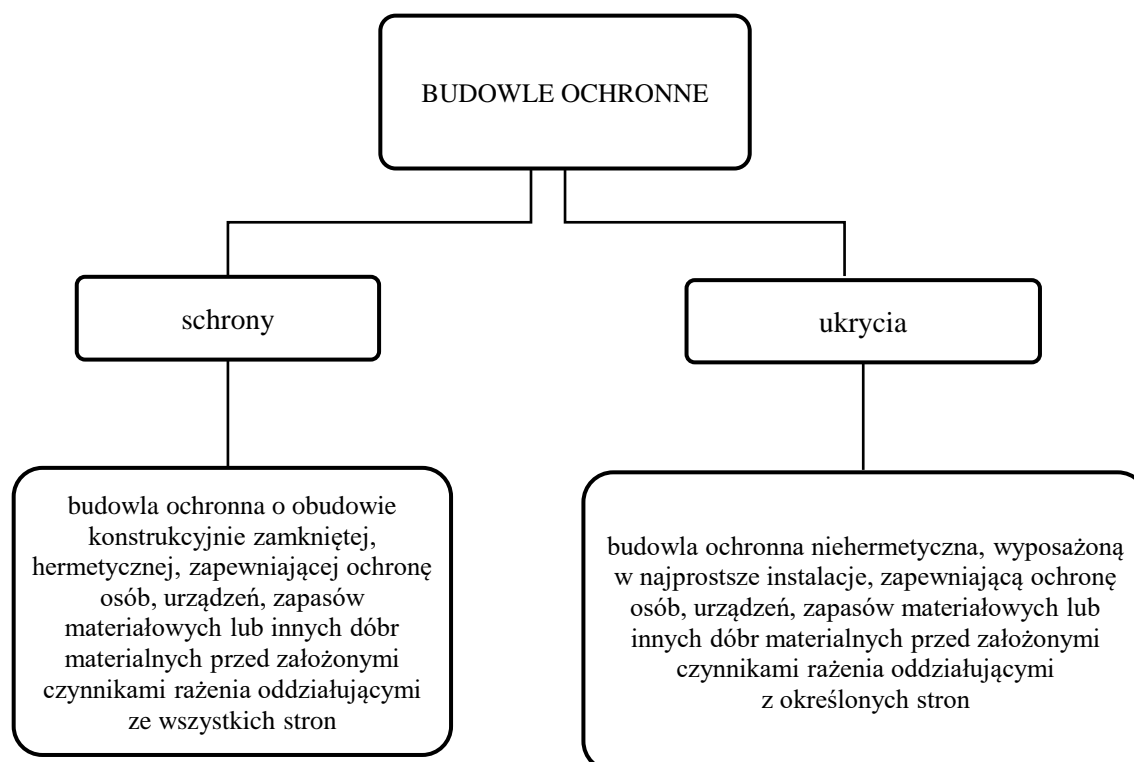 BUDOWLE OCHRONNE
schrony
ukrycia
budowla ochronna o obudowie
konstrukcyjnie zamkniętej,
hermetycznej, zapewniającej ochronę
osób, urządzeń, zapasów
materiałowych lub innych dóbr
materialnych przed założonymi
czynnikami rażenia oddziałującymi
ze wszystkich stron
budowla ochronna niehermetyczna, wyposażoną
w najprostsze instalacje, zapewniającą ochronę
osób, urządzeń, zapasów materiałowych lub
innych dóbr materialnych przed założonymi
czynnikami rażenia oddziałującymi
z określonych stron